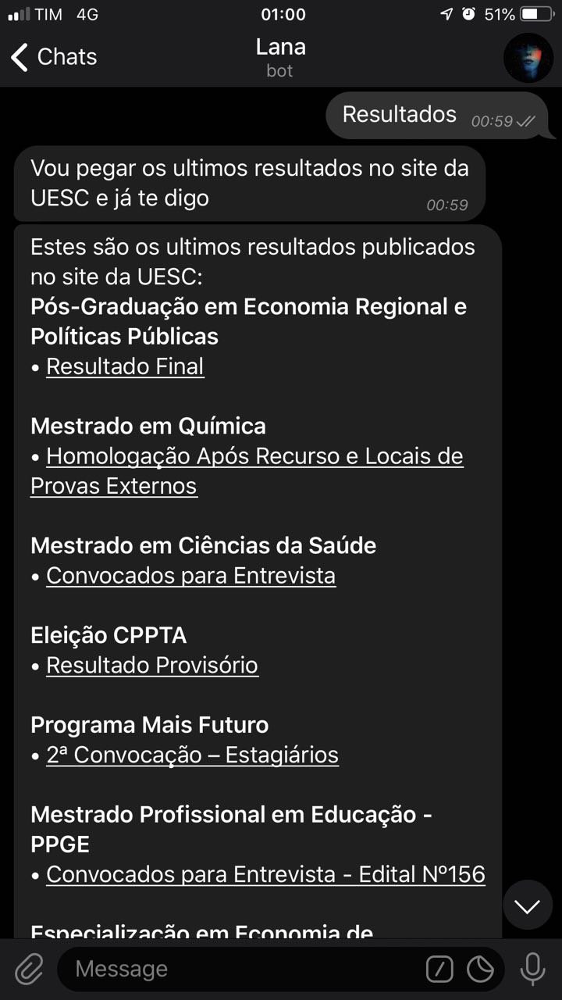 TIM 4G 01:00 51%
Chats
Lana
bot
Resultados 00:59
Vou pegar os ultimos resultados no site da
UESC e já te digo
00:59
Estes são os ultimos resultados publicados
no site da UESC:
Pós-Graduação em Economia Regional e
Políticas Públicas
• Resultado Final
Mestrado em Química
• Homologação Após Recurso e Locais de
Provas Externos
Mestrado em Ciências da Saúde
• Convocados para Entrevista
Eleição CPPTA
• Resultado Provisório
Programa Mais Futuro
• 2ª Convocação – Estagiários
Mestrado Profissional em Educação -
PPGE
• Convocados para Entrevista - Edital Nº156
Especialização em Economia de
Message